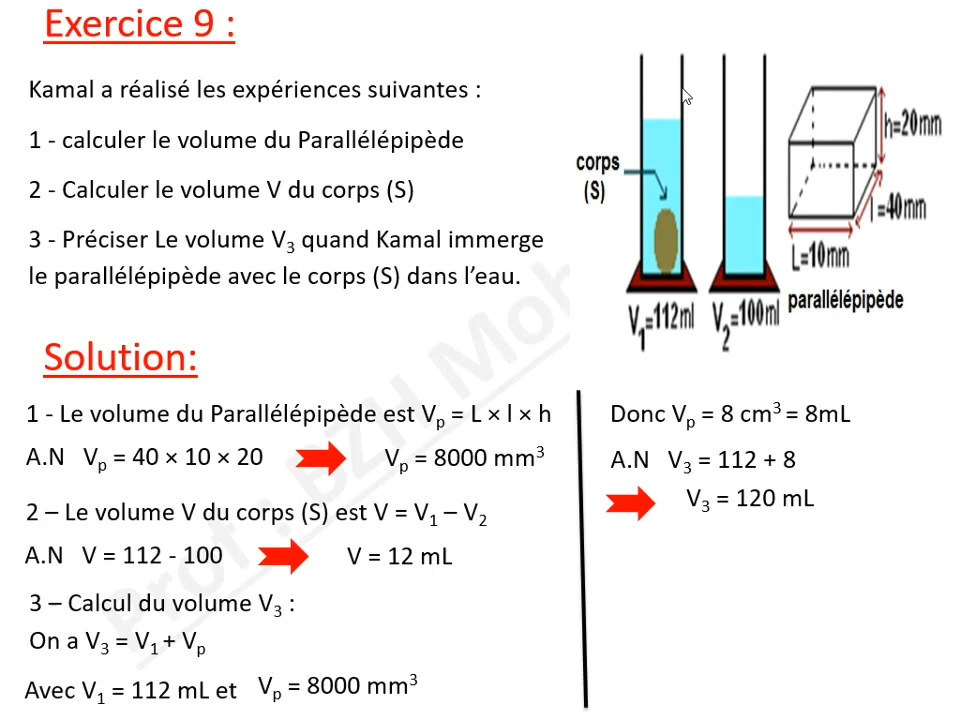 Exercice 9 :
Kamal a réalisé les expériences suivantes :
1 - calculer le volume du Parallélépipède
2 - Calculer le volume V du corps (S)
3 - Préciser Le volume V₃ quand Kamal immerge
le parallélépipède avec le corps (S) dans l'eau.
corps
(S)
h=20mm
l=40mm
L=10mm
parallélépipède
V₁=112ml
V₂=100ml
Solution:
1 - Le volume du Parallélépipède est Vₚ = L × l × h
A.N Vₚ = 40 × 10 × 20 Vₚ = 8000 mm³
2 – Le volume V du corps (S) est V = V₁ – V₂
A.N V = 112 - 100 V = 12 mL
3 – Calcul du volume V₃ :
On a V₃ = V₁ + Vₚ
Avec V₁ = 112 mL et Vₚ = 8000 mm³
Donc Vₚ = 8 cm³ = 8mL
A.N V₃ = 112 + 8
V₃ = 120 mL
Prof : DZH Moh